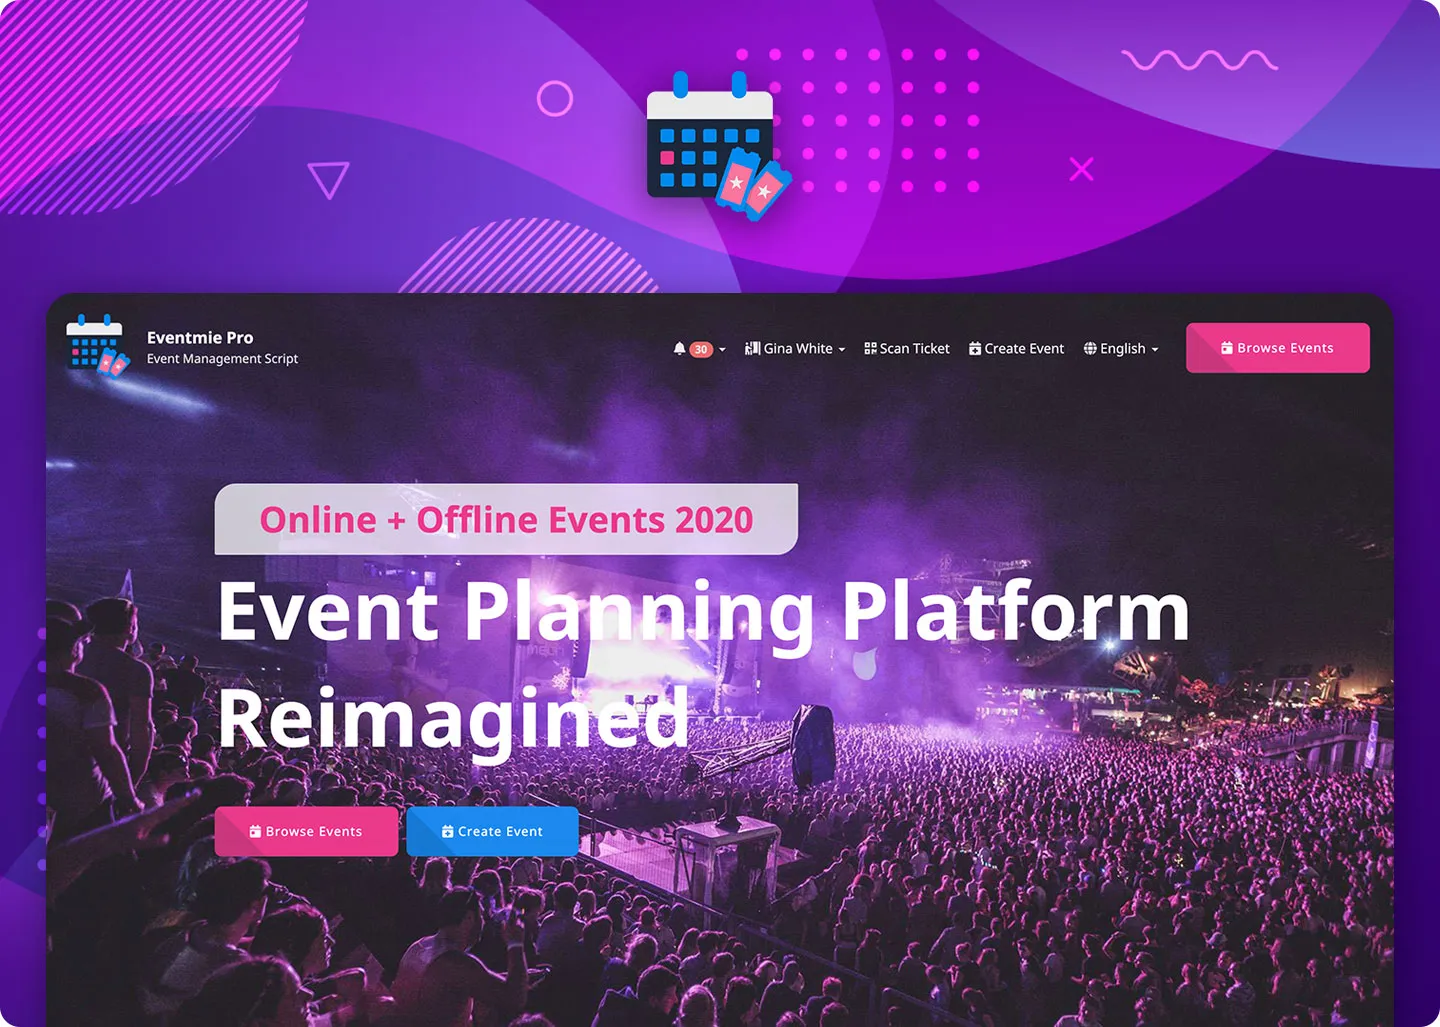 Eventmie Pro
Event Management Script
30
Gina White
Scan Ticket
Create Event
English
Browse Events
Online + Offline Events 2020
Event Planning Platform
Reimagined
Browse Events
Create Event